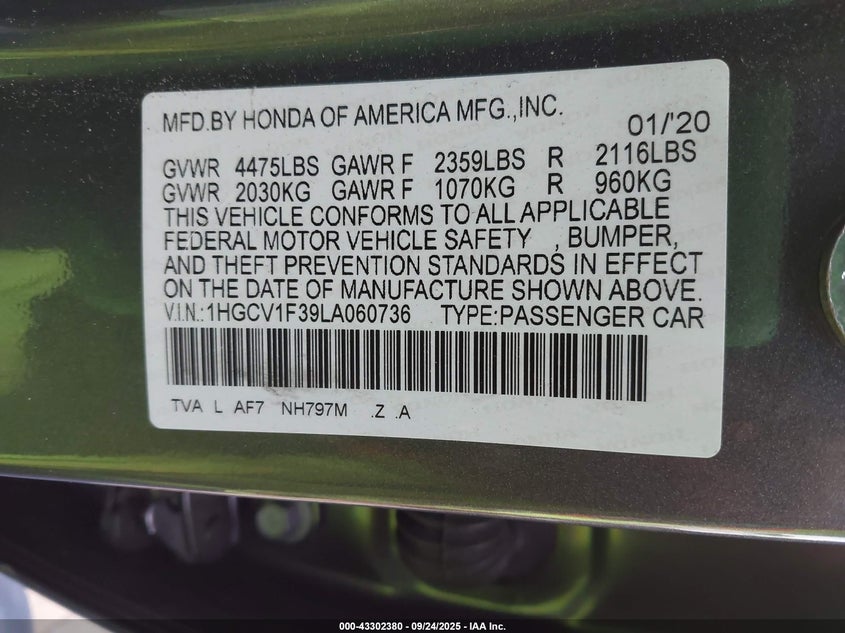 MFD.BY HONDA OF AMERICA MFG.,INC.
01/'20
GVWR 4475LBS GAWR F 2359LBS R 2116LBS
GVWR 2030KG GAWR F 1070KG R 960KG
THIS VEHICLE CONFORMS TO ALL APPLICABLE
FEDERAL MOTOR VEHICLE SAFETY , BUMPER,
AND THEFT PREVENTION STANDARDS IN EFFECT
ON THE DATE OF MANUFACTURE SHOWN ABOVE.
V.I.N.:1HGCV1F39LA060736 TYPE:PASSENGER CAR
TVA L AF7 NH797M .Z .A
000-43302380 - 09/24/2025 - IAA Inc.